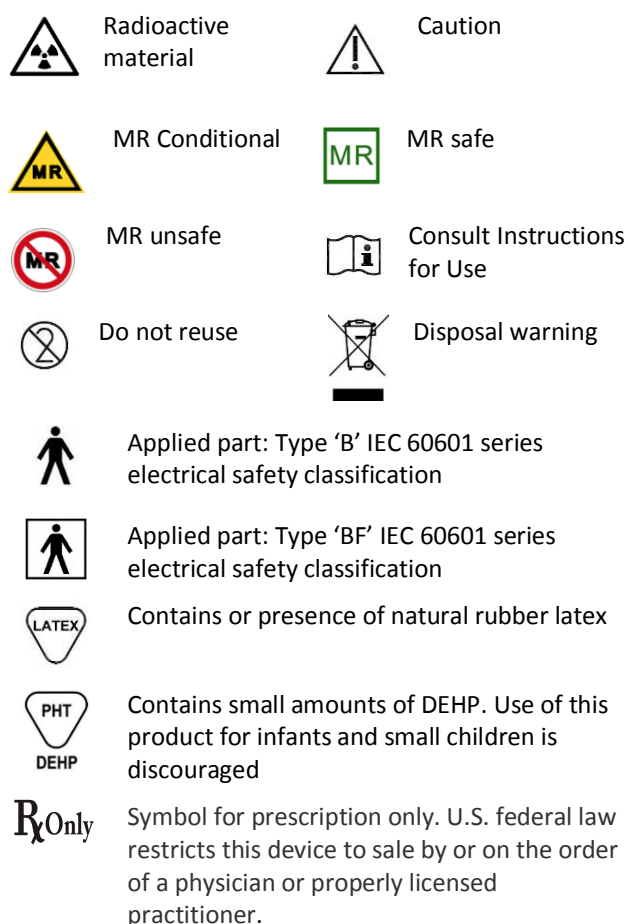 Radioactive
material
Caution
MR Conditional
MR
MR safe
MR
MR unsafe
MR
Consult Instructions
for Use
i
Do not reuse
2
Disposal warning
Applied part: Type ‘B’ IEC 60601 series
electrical safety classification
Applied part: Type ‘BF’ IEC 60601 series
electrical safety classification
LATEX
Contains or presence of natural rubber latex
PHT
DEHP
Contains small amounts of DEHP. Use of this
product for infants and small children is
discouraged
Rx Only
Symbol for prescription only. U.S. federal law
restricts this device to sale by or on the order
of a physician or properly licensed
practitioner.